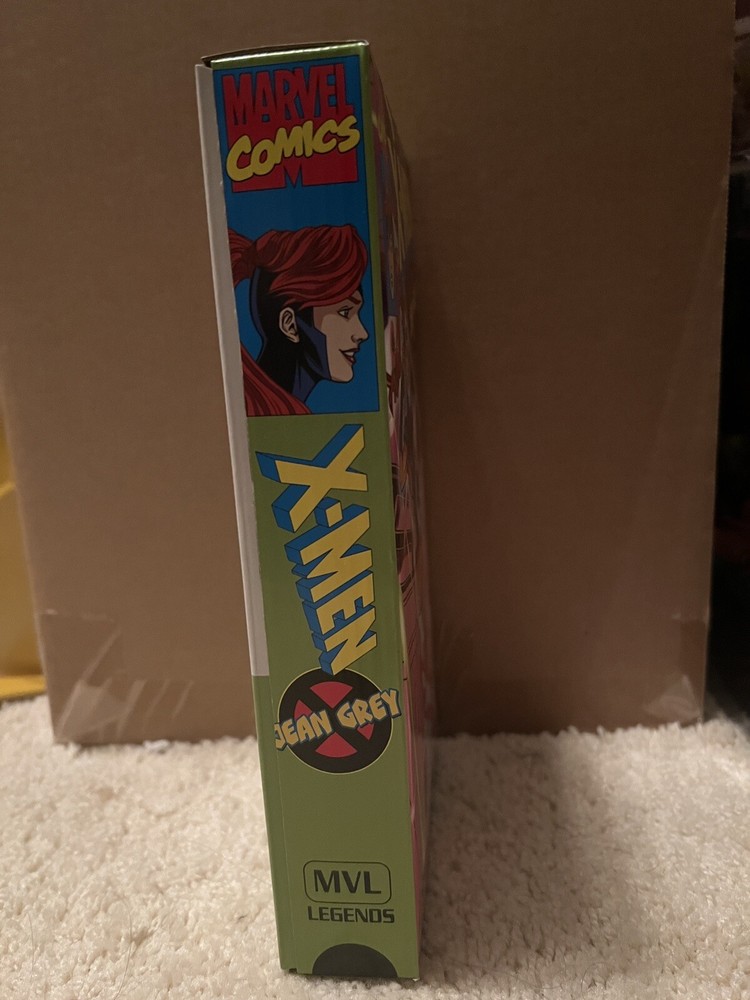 MARVEL
COMICS
X-MEN
JEAN GREY
MVL
LEGENDS